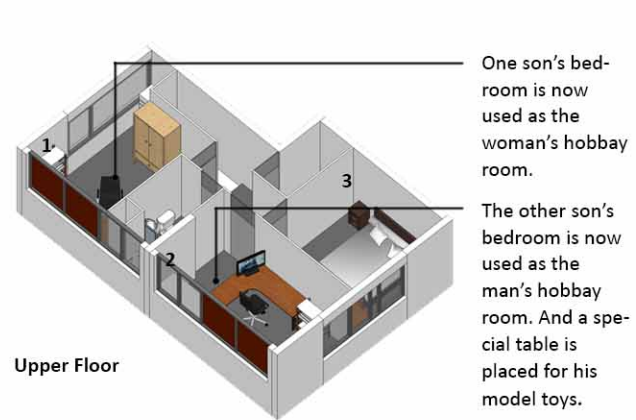 One son's bed-
room is now
used as the
woman's hobbay
room.
1
3
The other son's
bedroom is now
used as the
man's hobbay
room. And a spe-
cial table is
placed for his
model toys.
2
Upper Floor